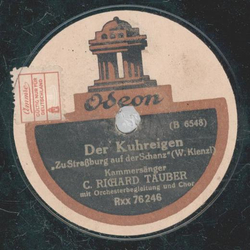 Odeon
(B 6548)
Der Kuhreigen
„Zu Straßburg auf der Schanz" (W. Kienzl)
Kammersänger
C. RICHARD TAUBER
mit Orchesterbegleitung und Chor
Rxx 76246